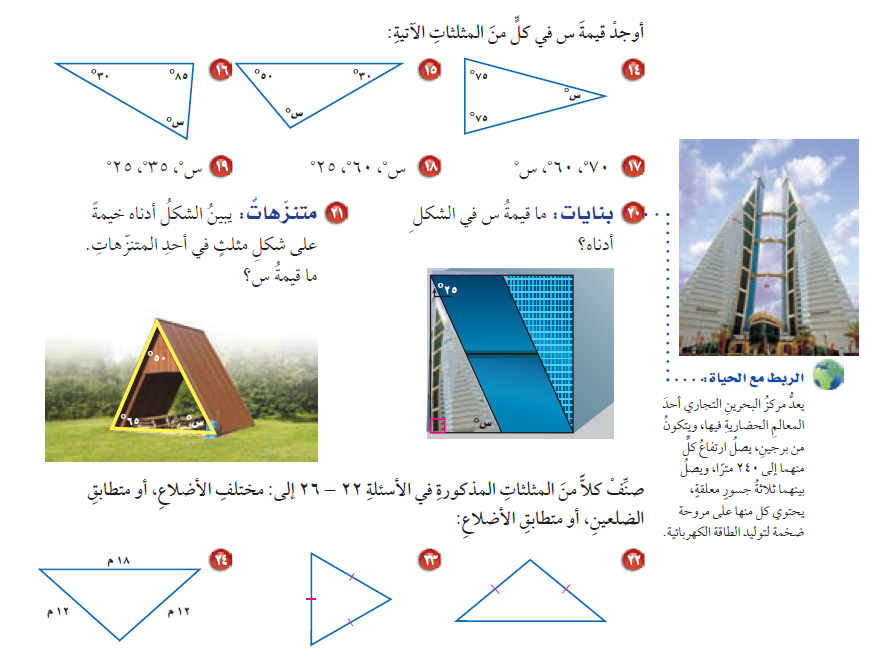 أوجدْ قيمةَ س في كلٍّ منَ المثلثاتِ الآتيةِ:
١٤ ٧٥° ٧٥° س°
١٥ ٥٠° ٣٠° س°
١٦ ٣٠° ٨٥° س°
١٧ ٧٠°، ٦٠°، س°
١٨ س°، ٦٠°، ٢٥°
١٩ س°، ٣٥°، ٢٥°
٢٠ بنايات: ما قيمةُ س في الشكلِ
أدناه؟
٢٥°
س°
٢١ متنزّهاتٌ: يبينُ الشكلُ أدناه خيمةً
على شكلِ مثلثٍ في أحدِ المتنزّهاتِ.
ما قيمةُ س؟
٥٠°
٦٥° س°
الربط مع الحياة:
يعدُّ مركزُ البحرينِ التجاري أحدَ
المعالمِ الحضاريةِ فيها، ويتكونُ
من برجينِ، يصلُ ارتفاعُ كلٍّ
منهما إلى ٢٤٠ مترًا، ويصلُ
بينهما ثلاثةُ جسورٍ معلقةٍ،
يحتوي كل منها على مروحة
ضخمة لتوليد الطاقة الكهربائية.
صنِّفْ كلاًّ منَ المثلثاتِ المذكورةِ في الأسئلةِ ٢٢ – ٢٦ إلى: مختلفِ الأضلاعِ، أو متطابقِ
الضلعينِ، أو متطابقِ الأضلاعِ:
٢٢
٢٣
٢٤ ١٨ م
١٢ م ١٢ م